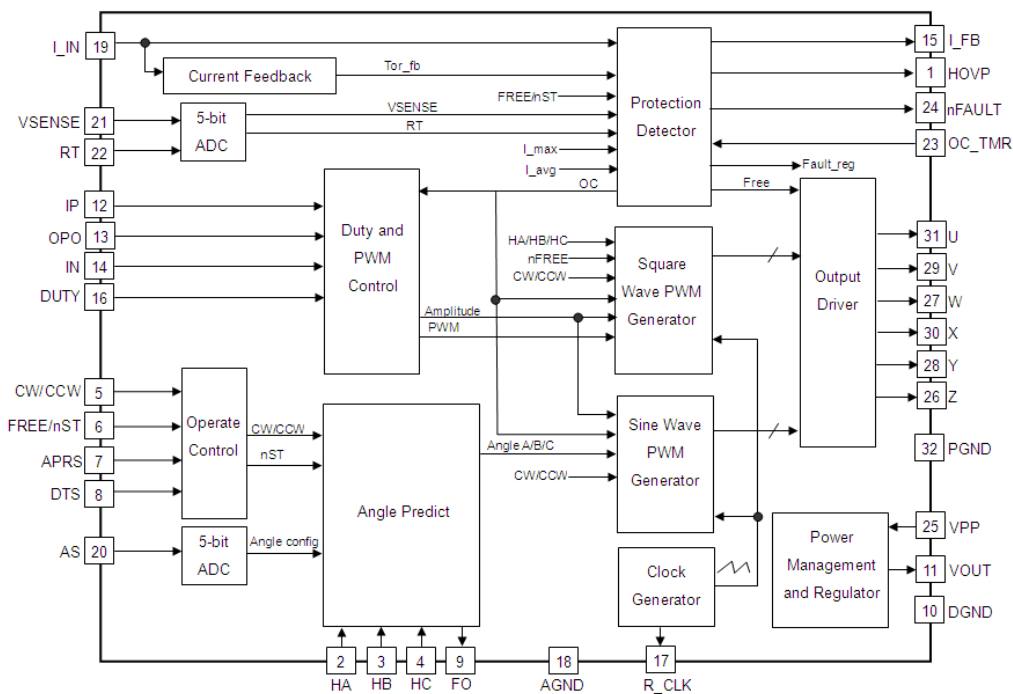 I_IN 19
Current Feedback
Tor_fb
FREE/nST
VSENSE 21
RT 22
5-bit
ADC
VSENSE
RT
I_max
I_avg
OC
Protection
Detector
15 I_FB
1 HOVP
24 nFAULT
23 OC_TMR
Fault_reg
Free
IP 12
OPO 13
IN 14
DUTY 16
Duty and
PWM
Control
Amplitude
PWM
HA/HB/HC
nFREE
CW/CCW
Square
Wave PWM
Generator
Output
Driver
31 U
29 V
27 W
30 X
28 Y
26 Z
32 PGND
CW/CCW 5
FREE/nST 6
APRS 7
DTS 8
Operate
Control
CW/CCW
nST
AS 20
5-bit
ADC
Angle config
Angle Predict
Angle A/B/C
CW/CCW
Sine Wave
PWM
Generator
Clock
Generator
Power
Management
and Regulator
25 VPP
11 VOUT
10 DGND
2 3 4 9 18 17
HA HB HC FO AGND R_CLK